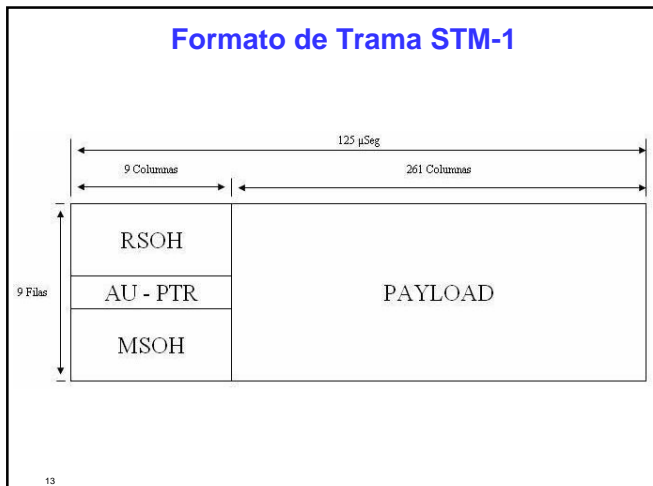 Formato de Trama STM-1
125 µSeg
9 Columnas
261 Columnas
RSOH
9 Filas
AU - PTR
PAYLOAD
MSOH
13